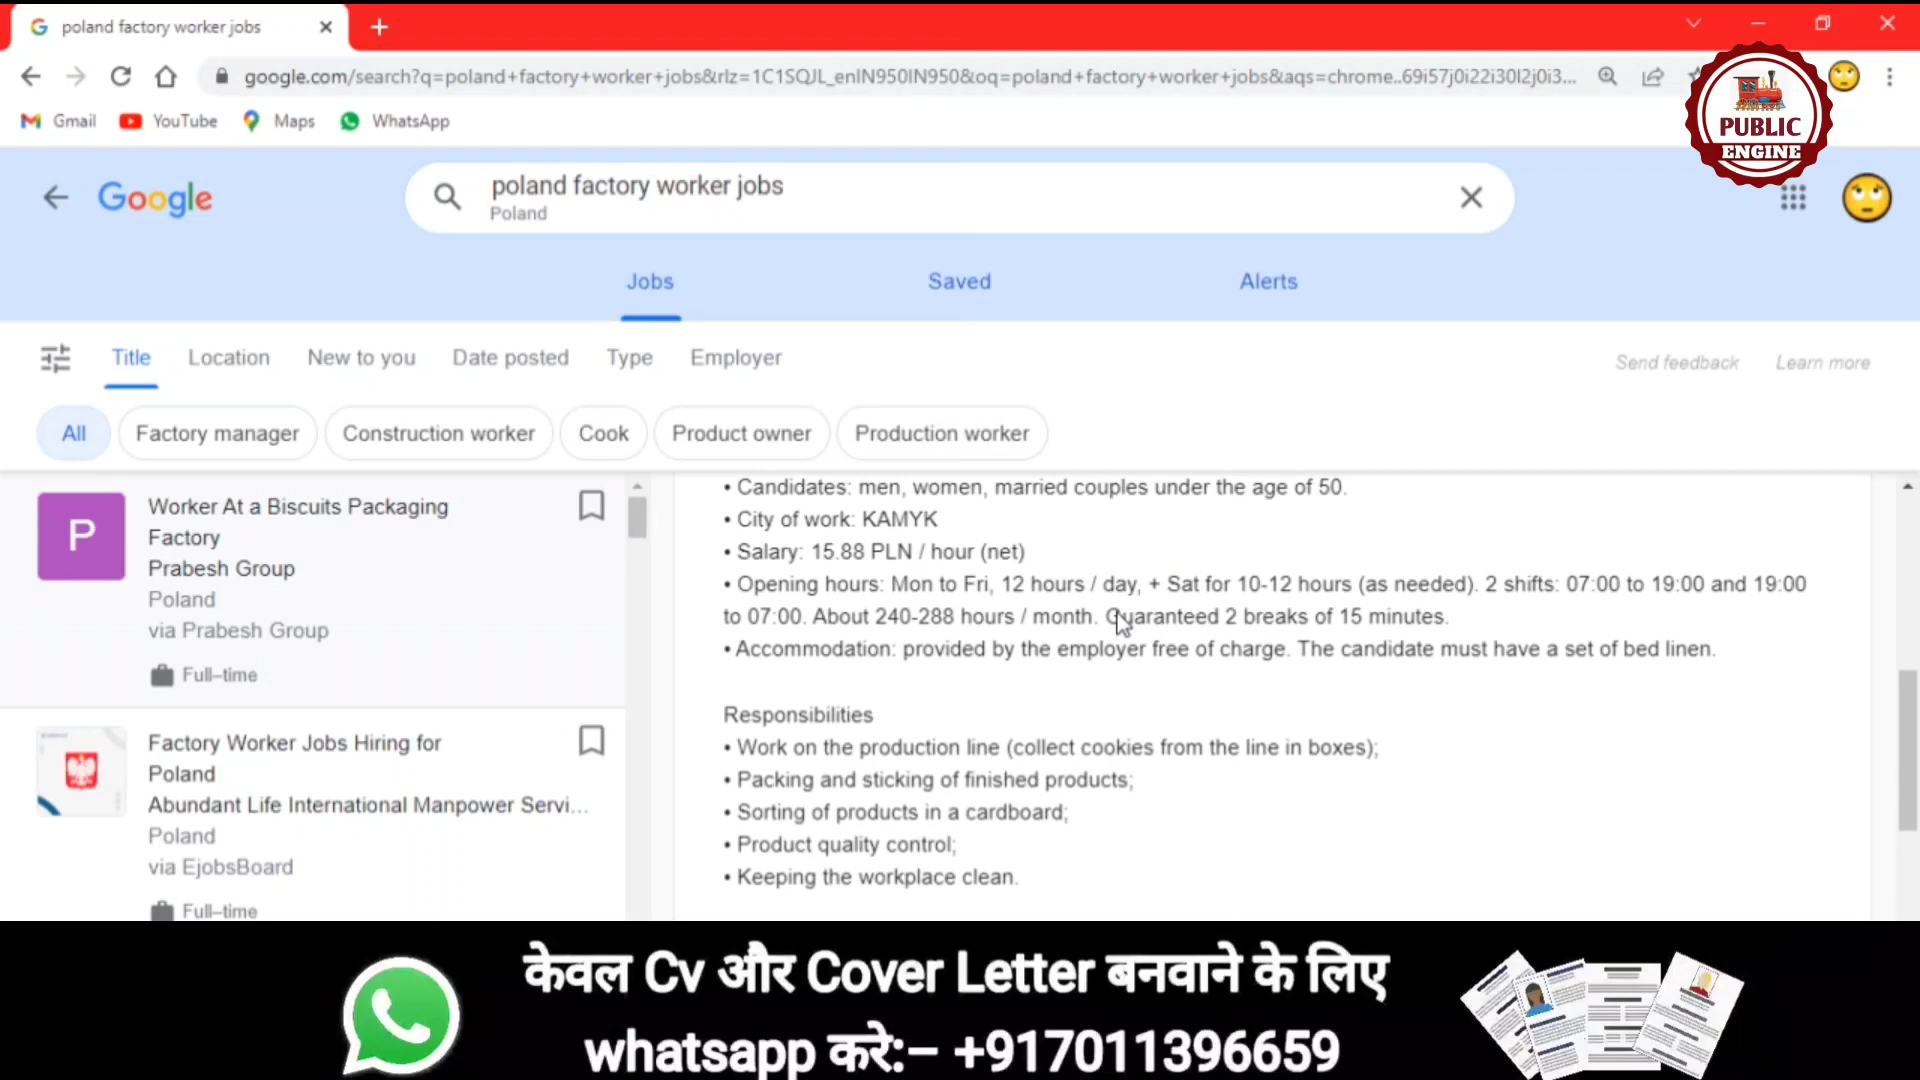 poland factory worker jobs
google.com/search?q=poland+factory+worker+jobs&rlz=1C1SQJL_enIN950IN950&oq=poland+factory+worker+jobs&aqs=chrome..69i57j0i22i30l2j0i3...
Gmail YouTube Maps WhatsApp
PUBLIC
ENGINE
Google
poland factory worker jobs
Poland
Jobs Saved Alerts
Title Location New to you Date posted Type Employer
Send feedback Learn more
All Factory manager Construction worker Cook Product owner Production worker
P
Worker At a Biscuits Packaging
Factory
Prabesh Group
Poland
via Prabesh Group
Full–time
Factory Worker Jobs Hiring for
Poland
Abundant Life International Manpower Servi...
Poland
via EjobsBoard
Full–time
• Candidates: men, women, married couples under the age of 50.
• City of work: KAMYK
• Salary: 15.88 PLN / hour (net)
• Opening hours: Mon to Fri, 12 hours / day, + Sat for 10-12 hours (as needed). 2 shifts: 07:00 to 19:00 and 19:00
to 07:00. About 240-288 hours / month. Guaranteed 2 breaks of 15 minutes.
• Accommodation: provided by the employer free of charge. The candidate must have a set of bed linen.
Responsibilities
• Work on the production line (collect cookies from the line in boxes);
• Packing and sticking of finished products;
• Sorting of products in a cardboard;
• Product quality control;
• Keeping the workplace clean.
केवल Cv और Cover Letter बनवाने के लिए
whatsapp करे:– +917011396659